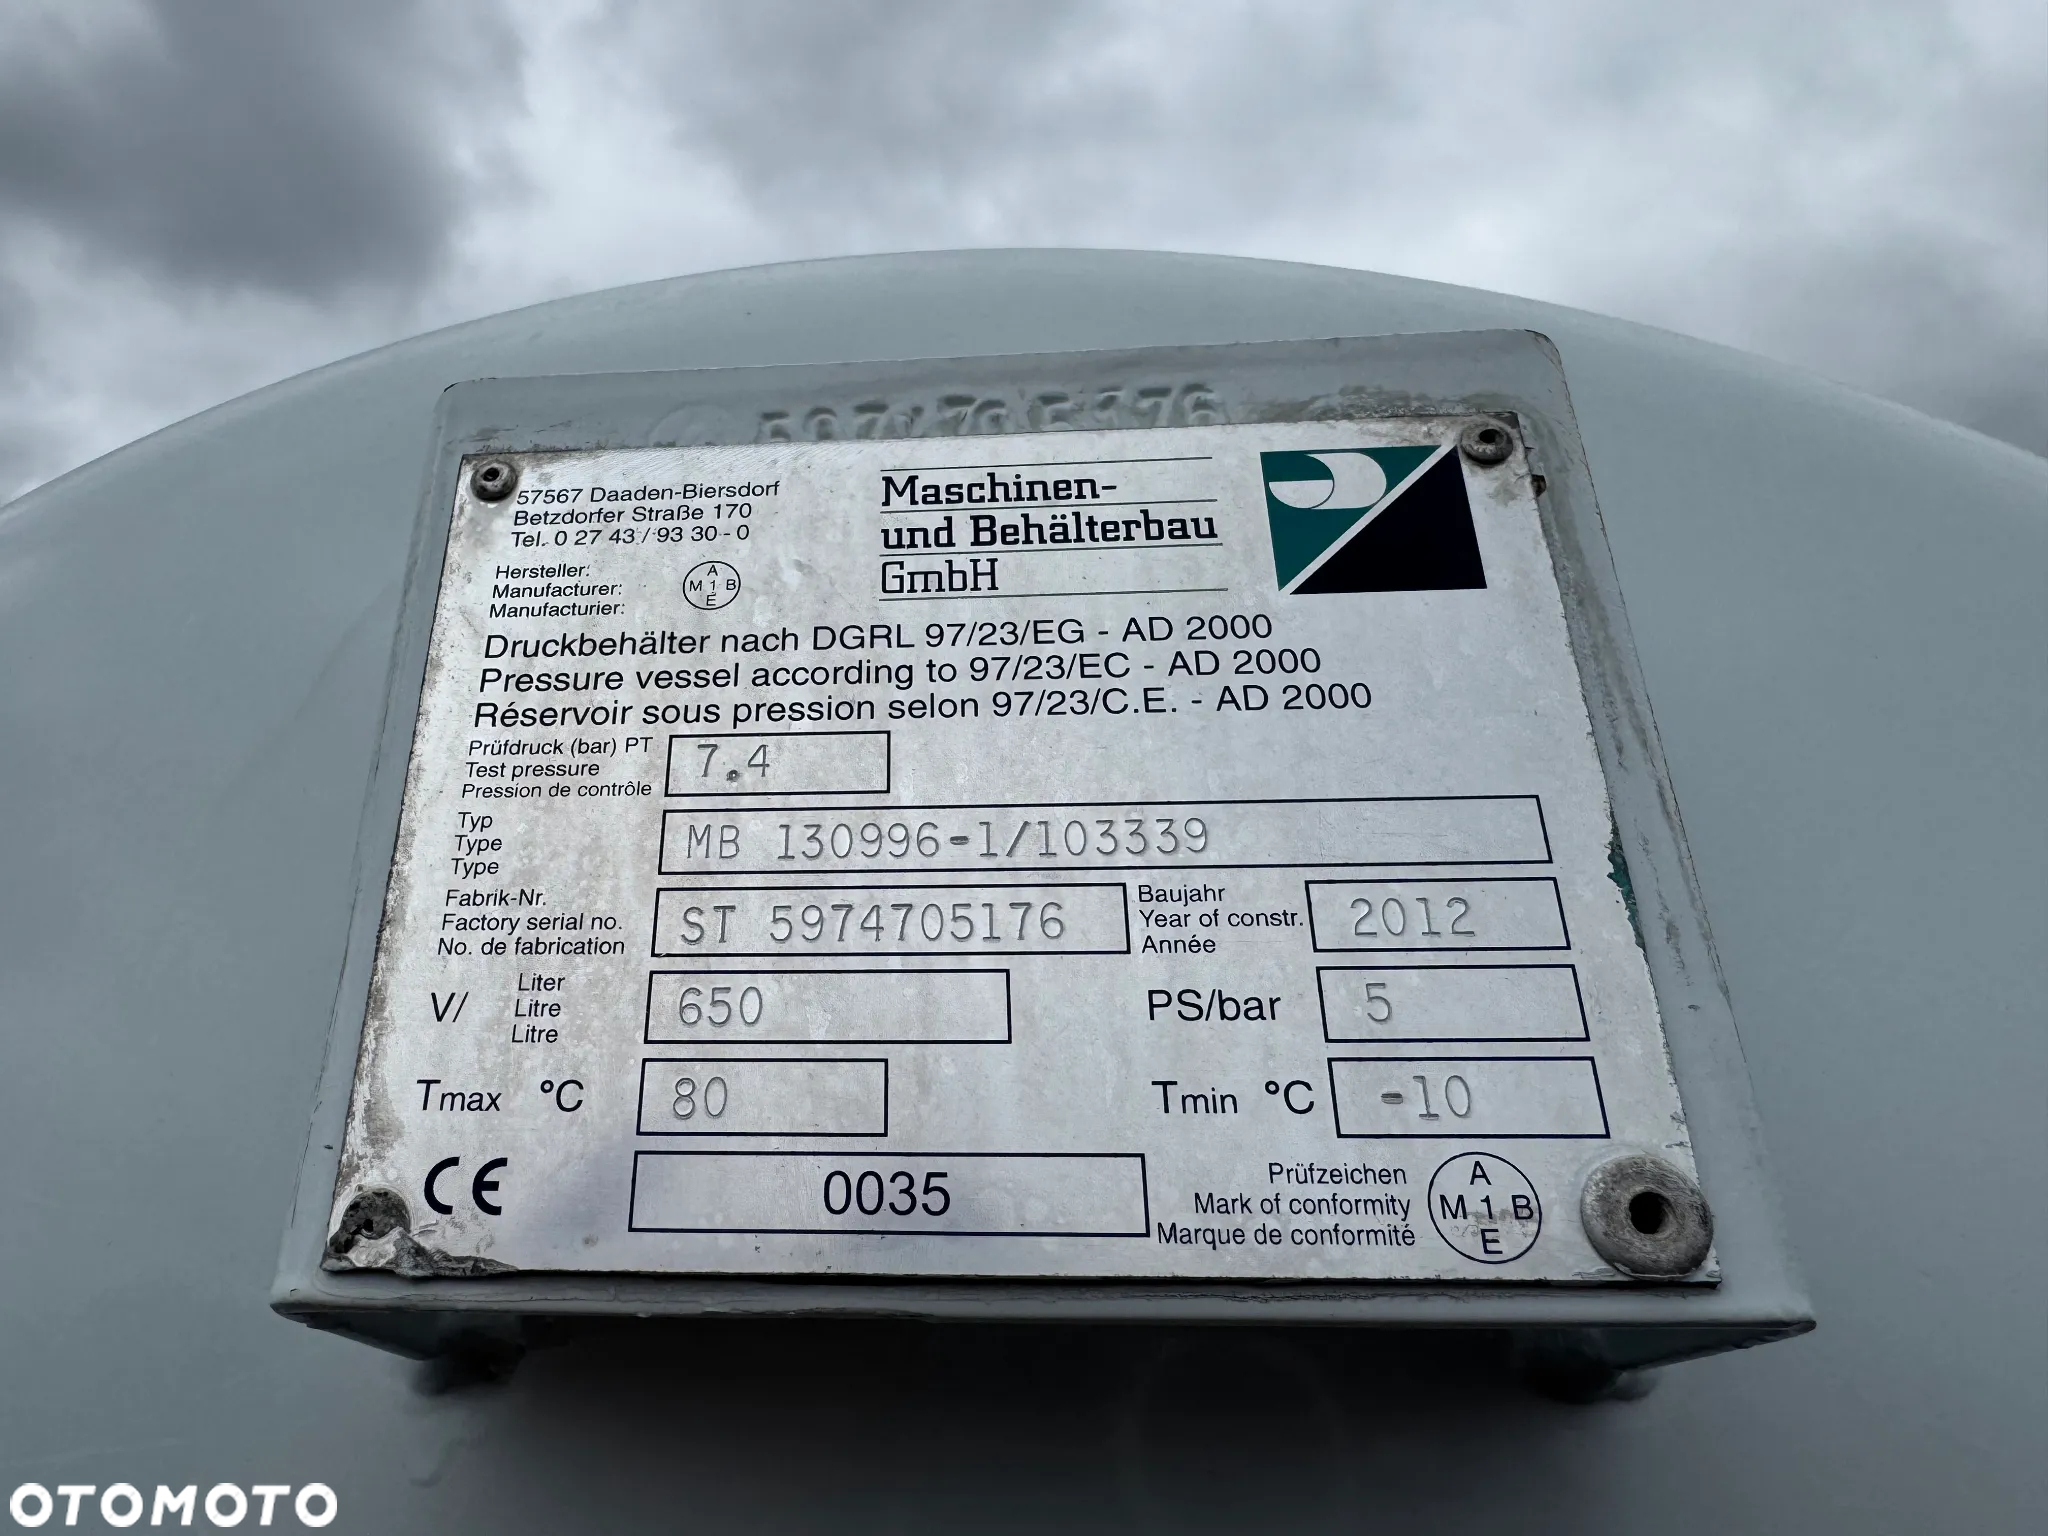 57567 Daaden-Biersdorf
Betzdorfer Straße 170
Tel. 0 27 43 / 93 30 - 0
Maschinen-
und Behälterbau
GmbH
Hersteller:
Manufacturer:
Manufacturier:
A
M 1 B
E
Druckbehälter nach DGRL 97/23/EG - AD 2000
Pressure vessel according to 97/23/EC - AD 2000
Réservoir sous pression selon 97/23/C.E. - AD 2000
Prüfdruck (bar) PT
Test pressure
Pression de contrôle
7.4
Typ
Type
Type
MB 130996-1/103339
Fabrik-Nr.
Factory serial no.
No. de fabrication
ST 5974705176
Baujahr
Year of constr.
Année
2012
V/
Liter
Litre
Litre
650
PS/bar
5
Tmax °C
80
Tmin °C
-10
CE
0035
Prüfzeichen
Mark of conformity
Marque de conformité
A
M 1 B
E
OTOMOTO